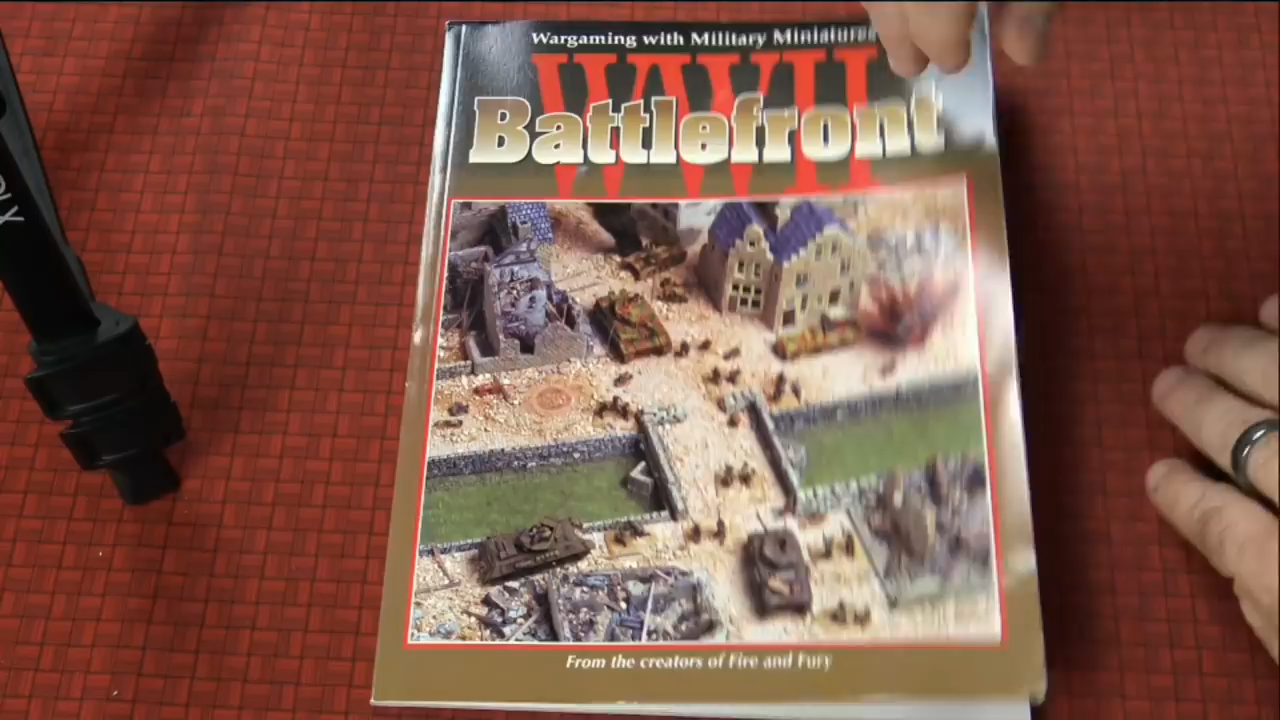 Wargaming with Military Miniatures
WWII
Battlefront
From the creators of Fire and Fury